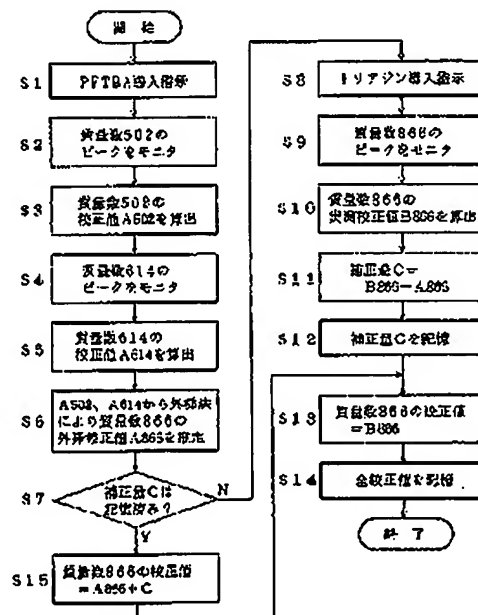 開始
S1
PFTBA導入指示
S2
質量数502の
ピークをモニタ
S3
質量数502の
校正値A502を算出
S4
質量数614の
ピークをモニタ
S5
質量数614の
校正値A614を算出
S6
A502、A614から外挿法
により質量数866の
外挿校正値A866を推定
S7
補正量Cは
記憶済み?
N
Y
S15
質量数866の校正値
=A866+C
S8
トリアジン導入指示
S9
質量数866の
ピークをモニタ
S10
質量数866の
実測校正値B866を算出
S11
補正量C=
B866-A866
S12
補正量Cを記憶
S13
質量数866の校正値
=B866
S14
全校正値を記憶
終了